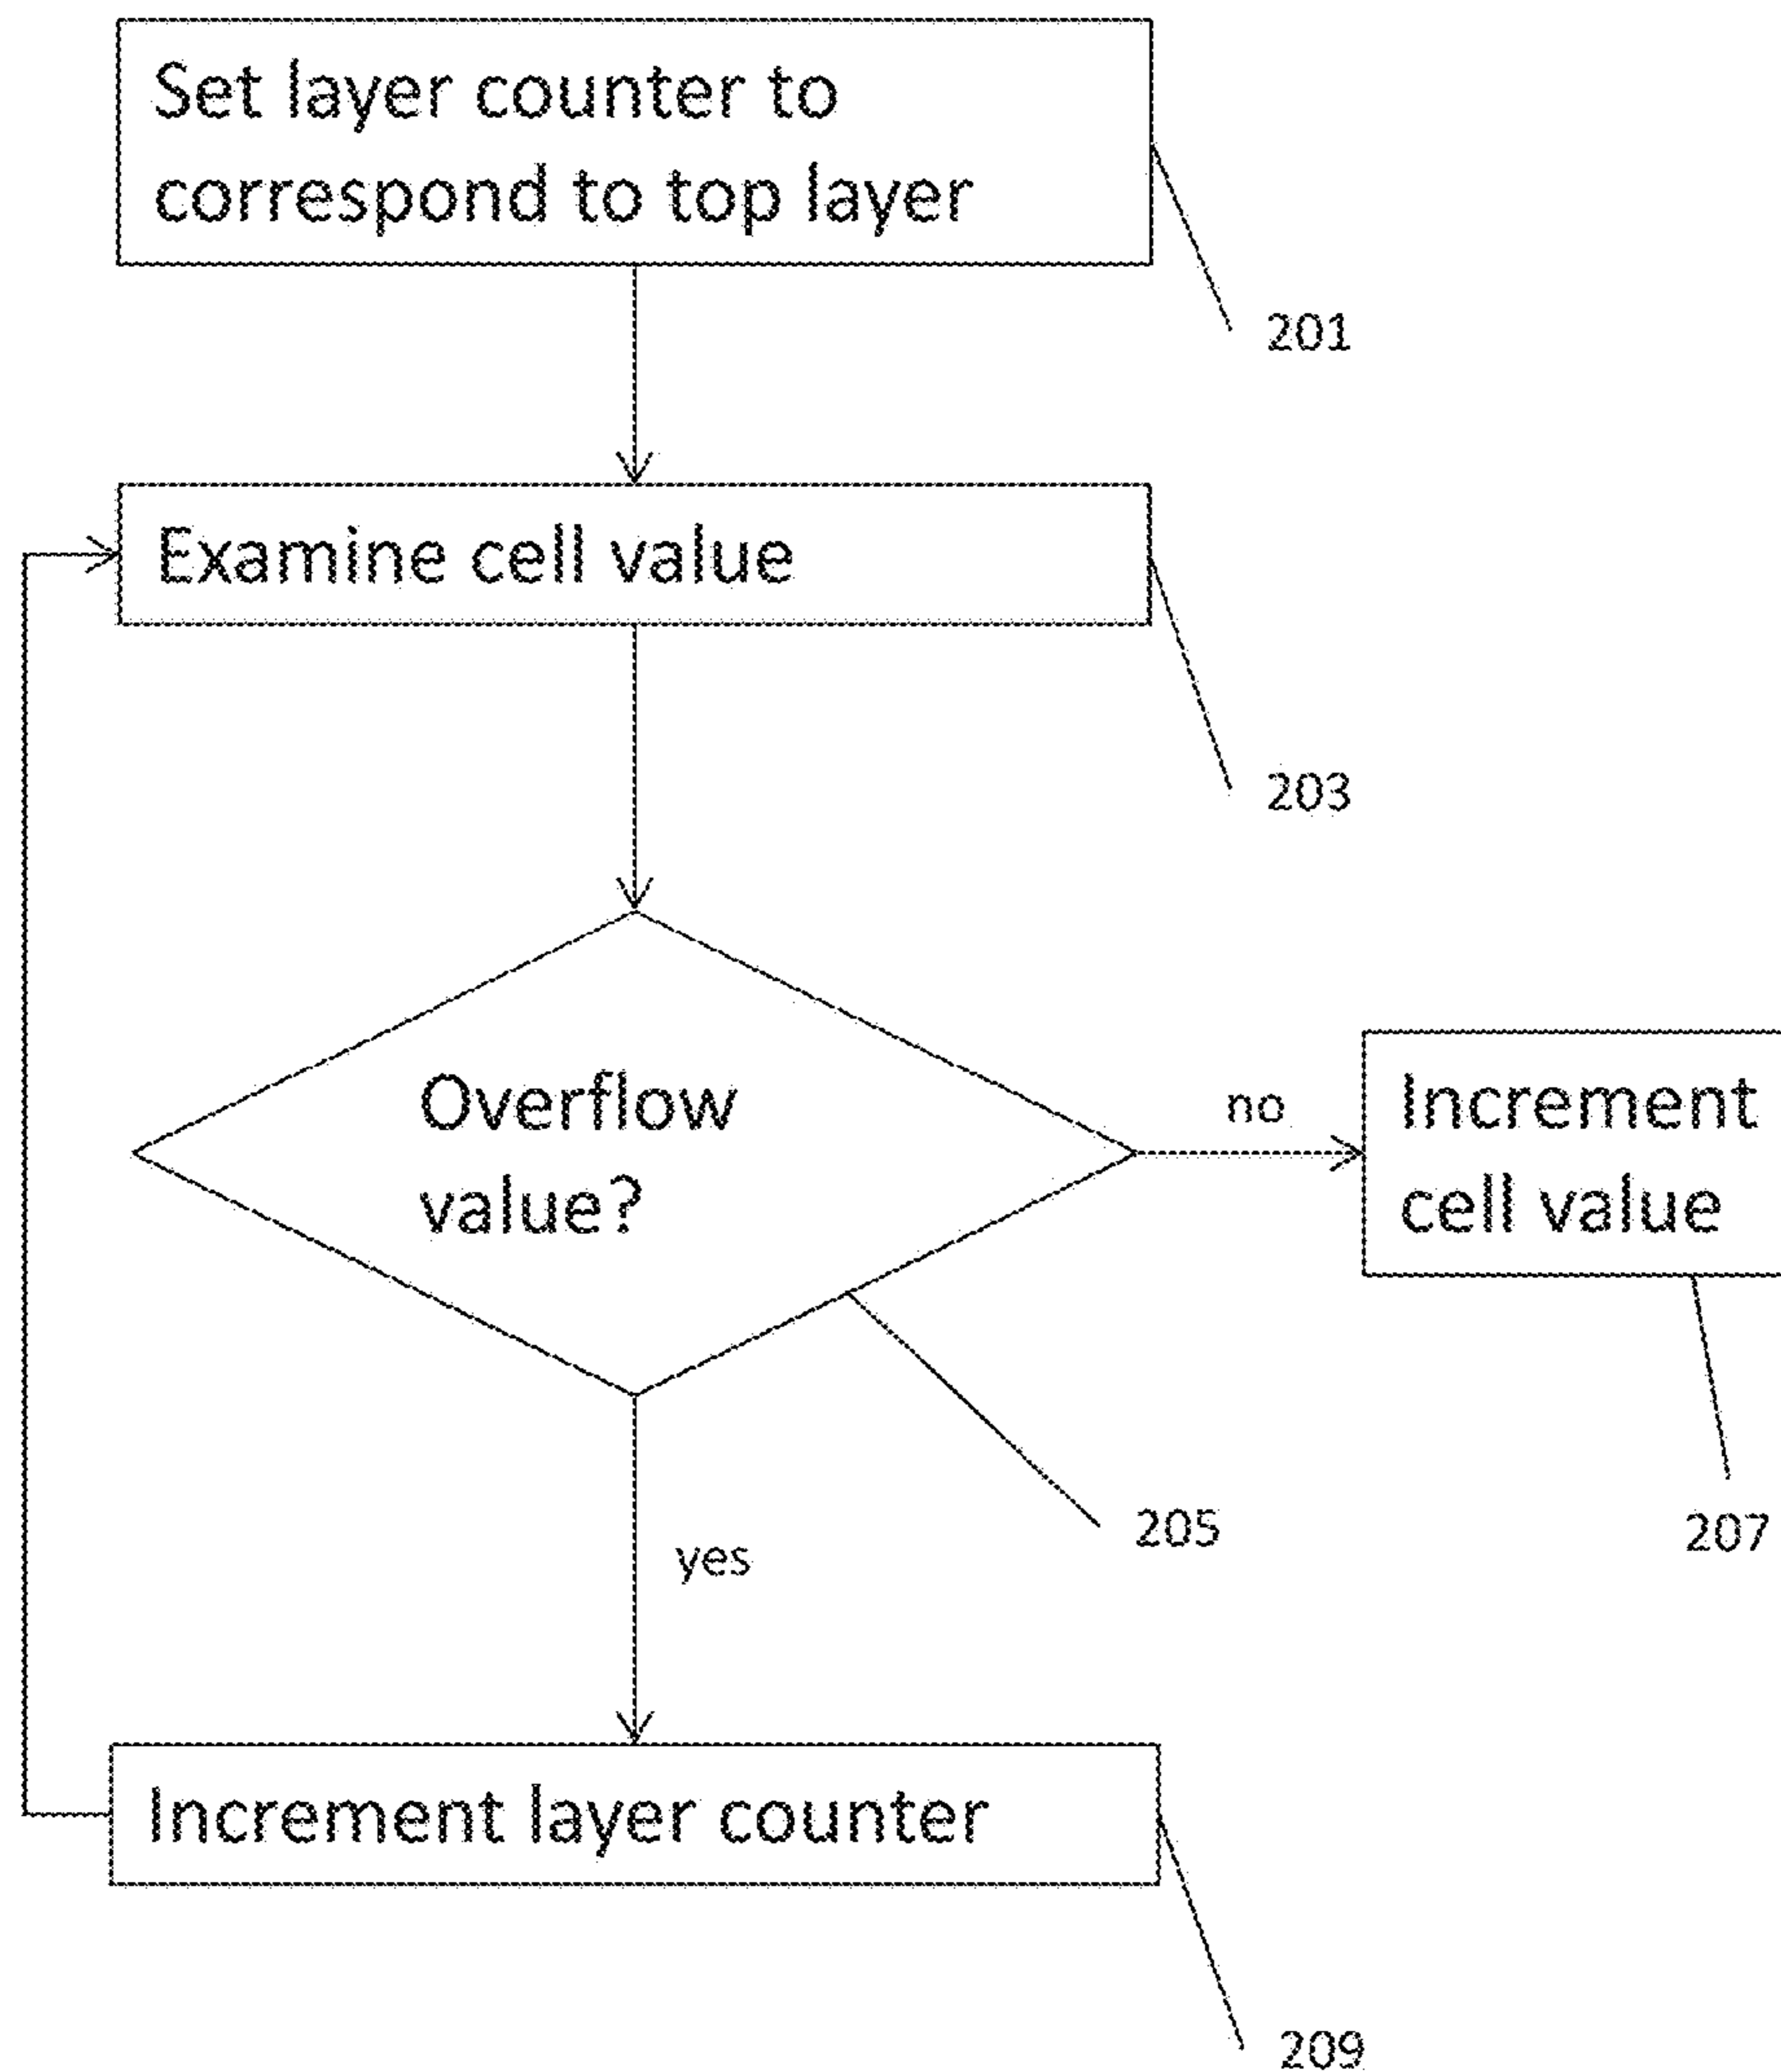 Set layer counter to
correspond to top layer
201
Examine cell value
203
Overflow
value?
no
Increment
cell value
205
207
yes
Increment layer counter
209